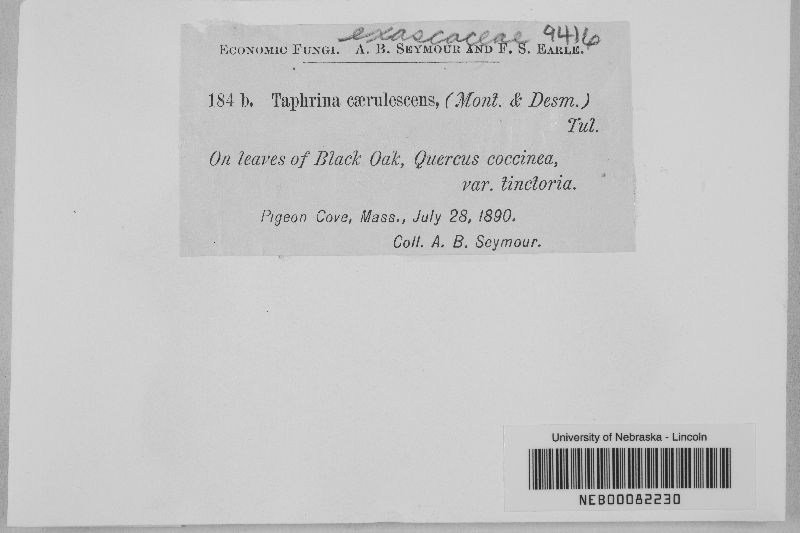 exascaceae 9416
ECONOMIC FUNGI. A. B. SEYMOUR AND F. S. EARLE.
184 b. Taphrina cærulescens, (Mont. & Desm.)
Tul.
On leaves of Black Oak, Quercus coccinea,
var. tinctoria.
Pigeon Cove, Mass., July 28, 1890.
Coll. A. B. Seymour.
University of Nebraska - Lincoln
NEB00082230